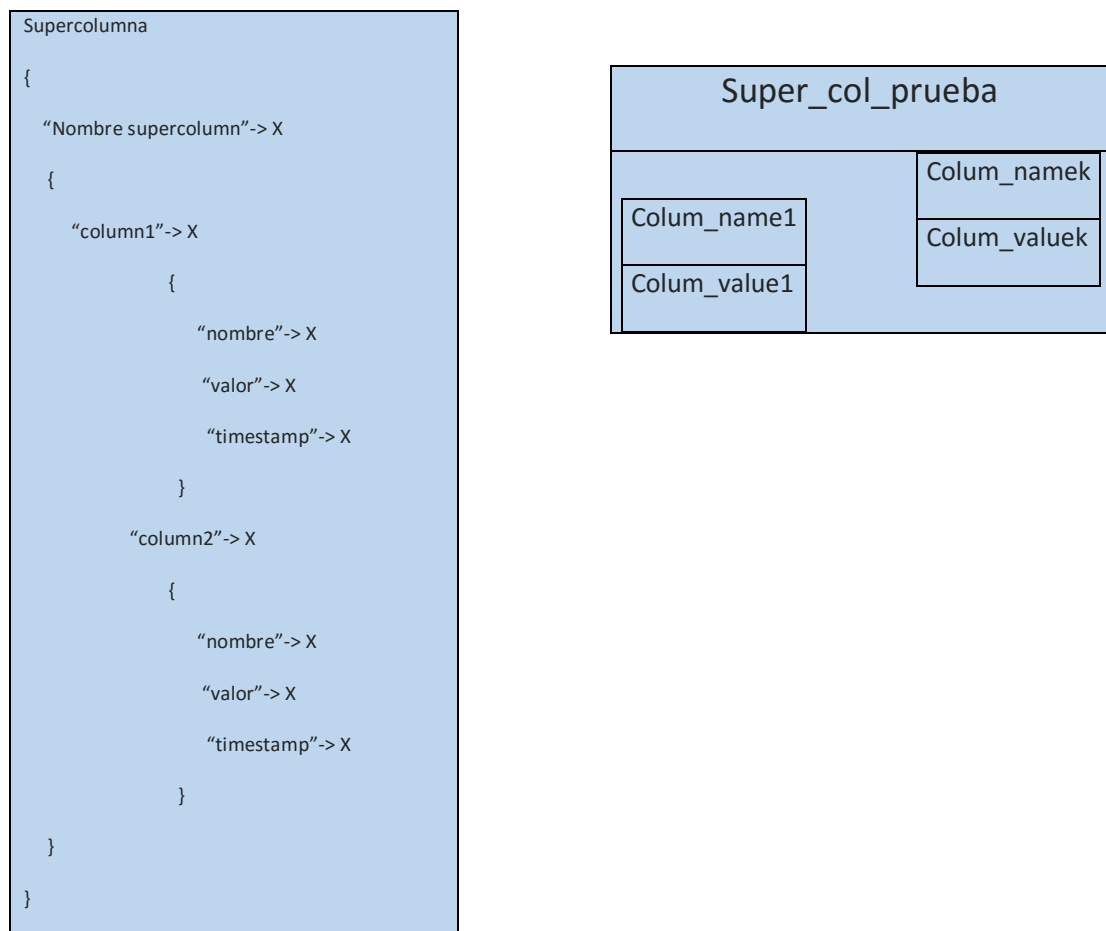 Supercolumna
{
“Nombre supercolumn”-> X
{
“column1”-> X
{
“nombre”-> X
“valor”-> X
“timestamp”-> X
}
“column2”-> X
{
“nombre”-> X
“valor”-> X
“timestamp”-> X
}
}
}
Super_col_prueba
Colum_name1
Colum_value1
Colum_namek
Colum_valuek